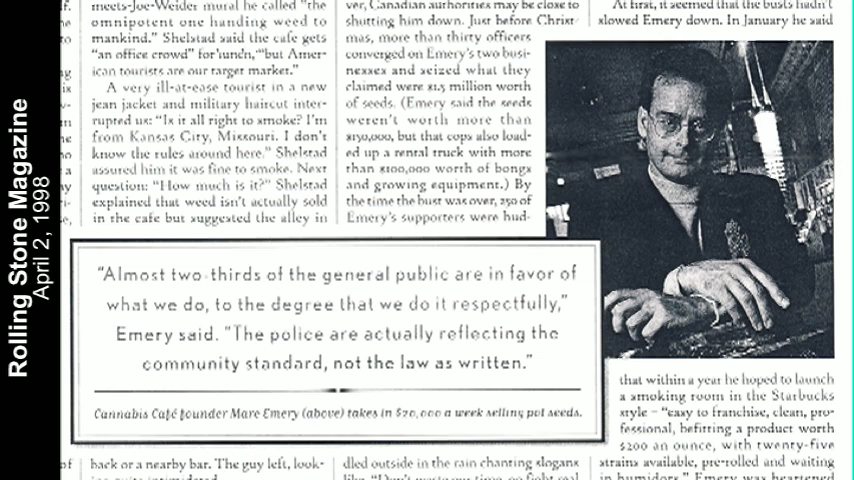 Rolling Stone Magazine
April 2, 1998
meets-Joe-Weider mural he called "the
omnipotent one handing weed to
mankind." Shelstad said the cafe gets
"an office crowd" for lunch, "but Amer-
ican tourists are our target market."
A very ill-at-ease tourist in a new
jean jacket and military haircut inter-
rupted us: "Is it all right to smoke? I'm
from Kansas City, Missouri. I don't
know the rules around here." Shelstad
assured him it was fine to smoke. Next
question: "How much is it?" Shelstad
explained that weed isn't actually sold
in the cafe but suggested the alley in
back or a nearby bar. The guy left, look-
ver, Canadian authorities may be close to
shutting him down. Just before Christ-
mas, more than thirty officers
converged on Emery's two busi-
nesses and seized what they
claimed were $1.5 million worth
of seeds. (Emery said the seeds
weren't worth more than
$150,000, but that cops also load-
ed up a rental truck with more
than $100,000 worth of bongs
and growing equipment.) By
the time the bust was over, 250 of
Emery's supporters were hud-
dled outside in the rain chanting slogans
At first, it seemed that the busts hadn't
slowed Emery down. In January he said
that within a year he hoped to launch
a smoking room in the Starbucks
style – "easy to franchise, clean, pro-
fessional, befitting a product worth
$200 an ounce, with twenty-five
strains available, pre-rolled and waiting
in humidors." Emery was heartened
"Almost two-thirds of the general public are in favor of
what we do, to the degree that we do it respectfully,"
Emery said. "The police are actually reflecting the
community standard, not the law as written."
Cannabis Café founder Marc Emery (above) takes in $20,000 a week selling pot seeds.